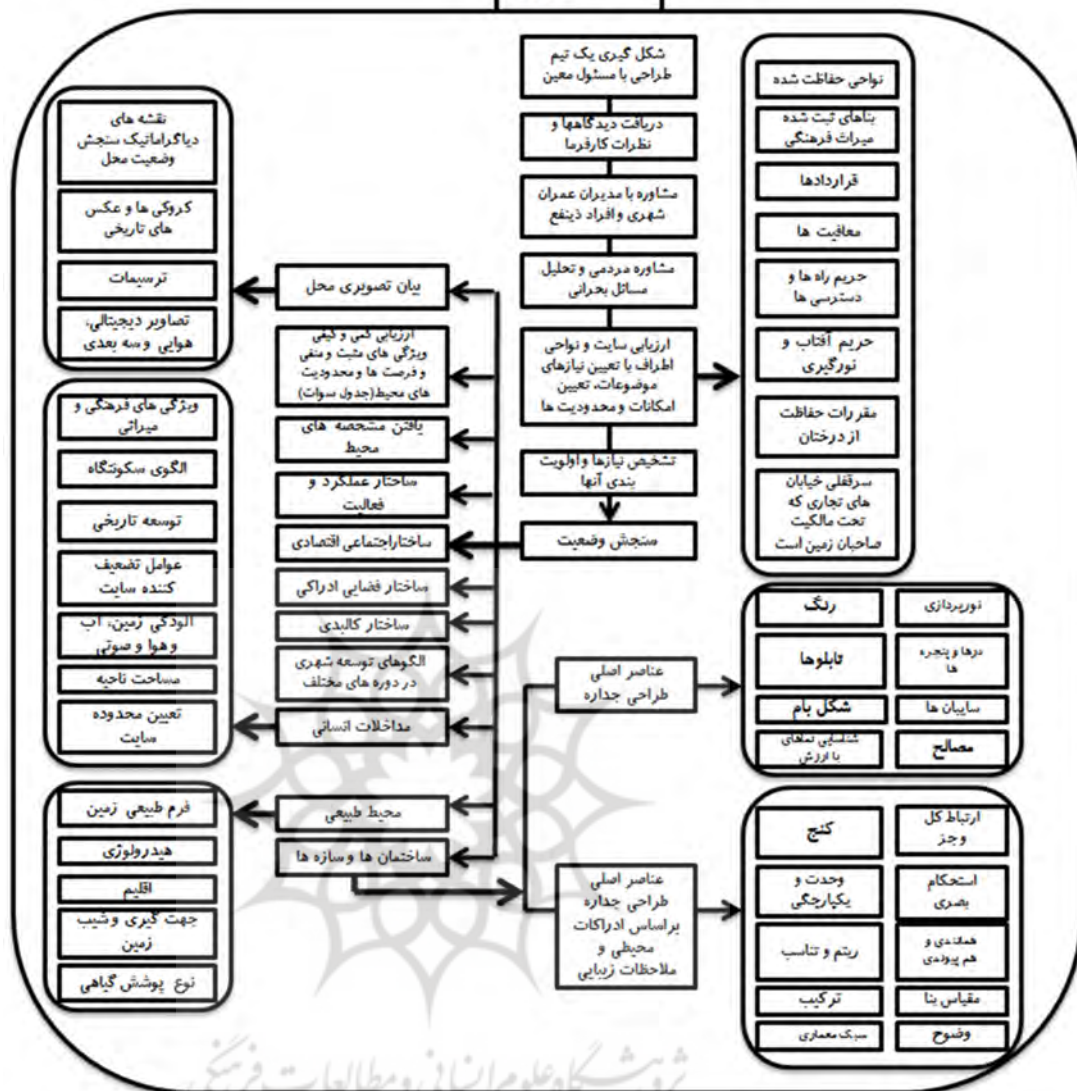 شکل گیری یک تیم
طراحی با مسئول معین
دریافت دیدگاهها و
نظرات کارفرما
مشاوره با مدیران عمران
شهری و افراد ذینفع
مشاوره مردمی و تحلیل
مسائل بحرانی
ارزیابی سایت و نواحی
اطراف با تعیین نیازهای
موضوعات، تعیین
امکانات و محدودیت ها
تشخیص نیازها و اولویت
بندی آنها
سنجش وضعیت
نواحی حفاظت شده
بناهای ثبت شده
میراث فرهنگی
قراردادها
معافیت ها
حریم راه ها و
دسترسی ها
حریم آفتاب و
نورگیری
مقررات حفاظت
از درختان
سرقفلی خیابان
های تجاری که
تحت مالکیت
صاحبان زمین است
بیان تصویری محل
ارزیابی کمی و کیفی
ویژگی های مثبت و منفی
و فرصت ها و محدودیت
های محیط(جدول سوات)
یافتن مشخصه های
محیط
ساختار عملکرد و
فعالیت
ساختاراجتماعی اقتصادی
ساختار فضایی ادراکی
ساختار کالبدی
الگوهای توسعه شهری
در دوره های مختلف
مداخلات انسانی
محیط طبیعی
ساختمان ها و سازه ها
نقشه های
دیاگراماتیک سنجش
وضعیت محل
کروکی ها و عکس
های تاریخی
ترسیمات
تصاویر دیجیتالی،
هوایی و سه بعدی
ویژگی های فرهنگی و
میراثی
الگوی سکونتگاه
توسعه تاریخی
عوامل تضعیف
کننده سایت
آلودگی زمین، آب
و هوا و صوتی
مساحت ناحیه
تعیین محدوده
سایت
فرم طبیعی زمین
هیدرولوژی
اقلیم
جهت گیری و شیب
زمین
نوع پوشش گیاهی
عناصر اصلی
طراحی جداره
نورپردازی
رنگ
درها و پنجره
ها
تابلوها
سایبان ها
شکل بام
مصالح
شناسایی نماهای
با ارزش
عناصر اصلی
طراحی جداره
براساس ادراکات
محیطی و
ملاحظات زیبایی
ارتباط کل
و جز
کنج
استحکام
بصری
وحدت و
یکپارچگی
همانندی و
هم پیوندی
ریتم و تناسب
مقیاس بنا
ترکیب
وضوح
سبک معماری
پژوهشگاه علوم انسانی و مطالعات فرهنگی